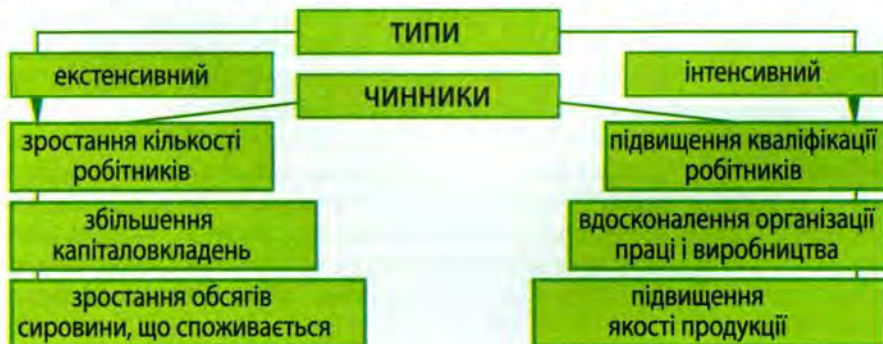 ТИПИ
екстенсивний
інтенсивний
ЧИННИКИ
зростання кількості
робітників
підвищення кваліфікації
робітників
збільшення
капіталовкладень
вдосконалення організації
праці і виробництва
зростання обсягів
сировини, що споживається
підвищення
якості продукції